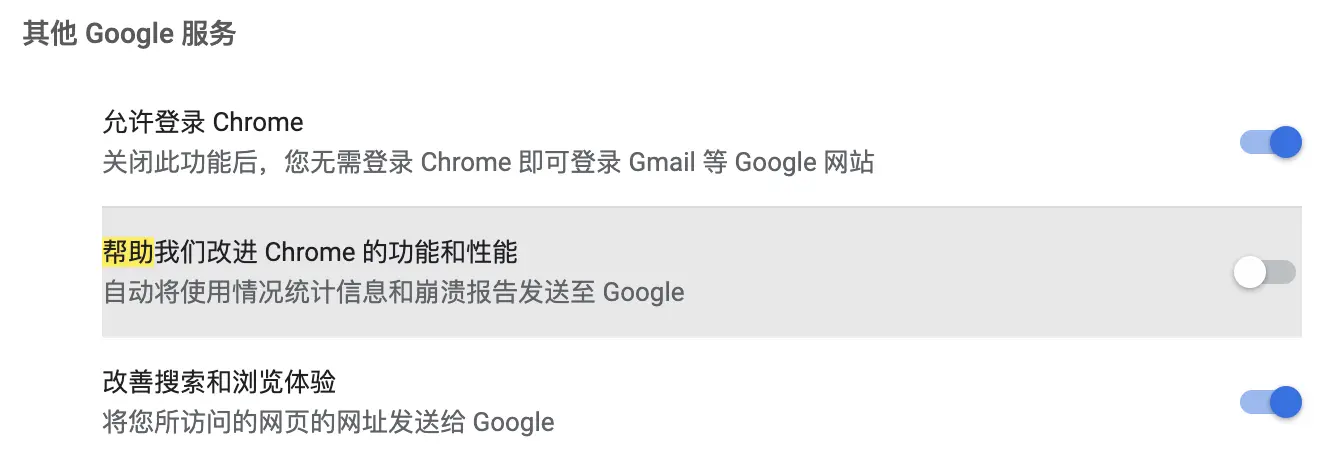 其他 Google 服务
允许登录 Chrome
关闭此功能后，您无需登录 Chrome 即可登录 Gmail 等 Google 网站
帮助我们改进 Chrome 的功能和性能
自动将使用情况统计信息和崩溃报告发送至 Google
改善搜索和浏览体验
将您所访问的网页的网址发送给 Google